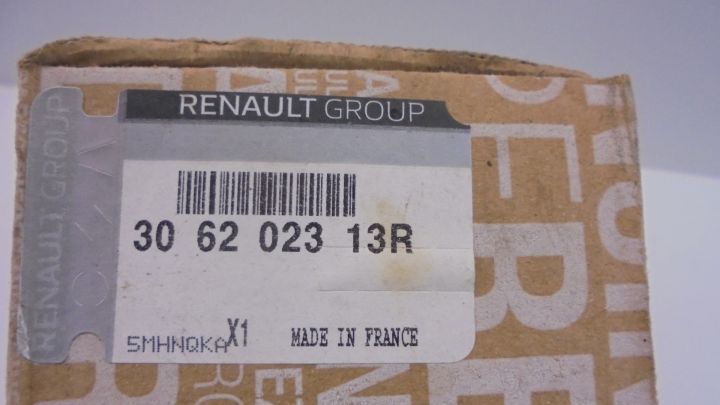 RENAULT GROUP
RENAULT GROUP
30 62 023 13R
5MHNQKA X1 MADE IN FRANCE